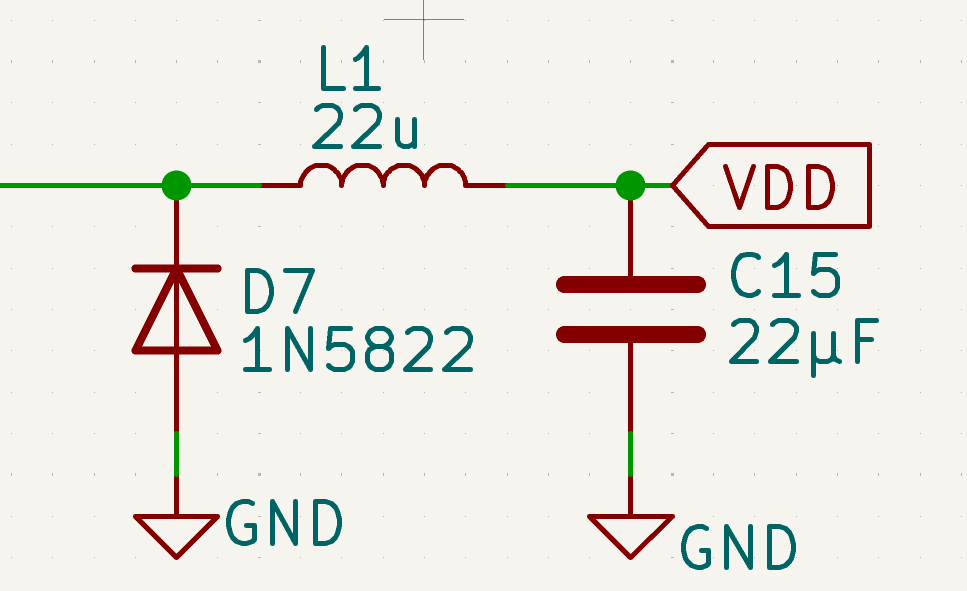 L1
22u
VDD
D7
1N5822
C15
22µF
GND
GND